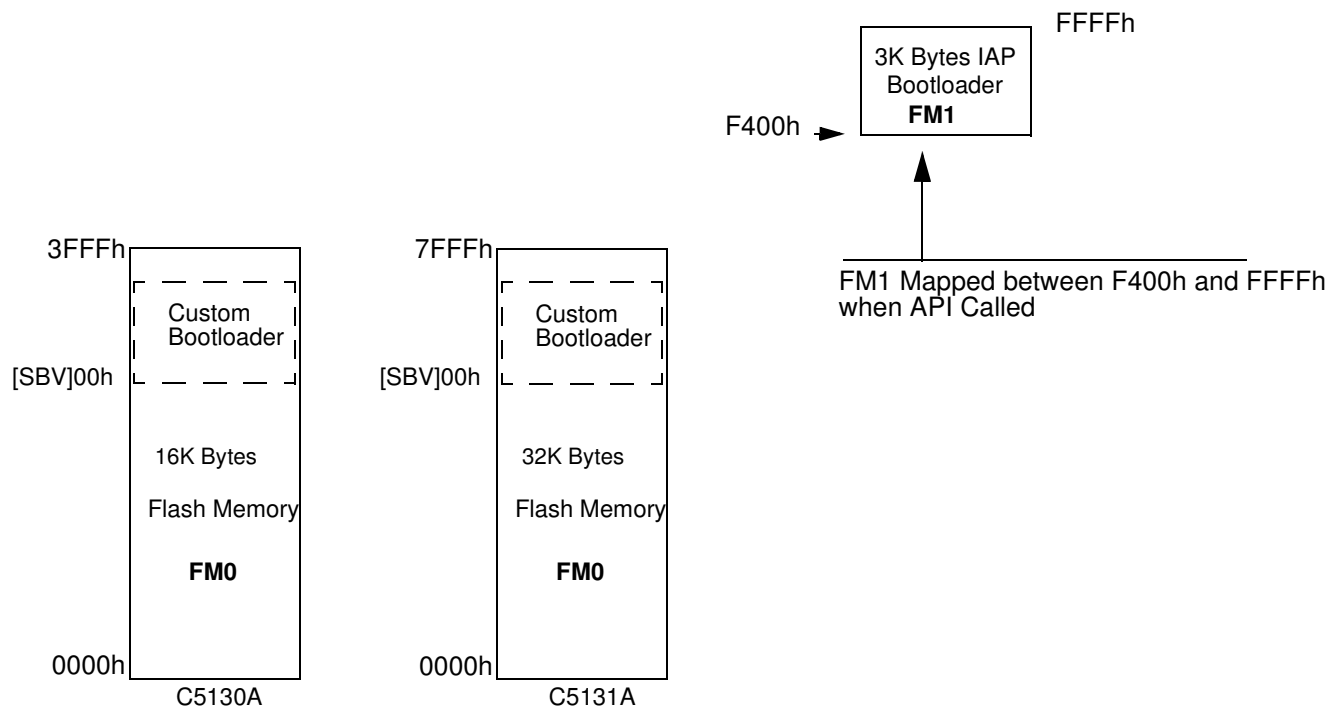 FFFFh
3K Bytes IAP
Bootloader
FM1
F400h
FM1 Mapped between F400h and FFFFh
when API Called
3FFFh
Custom
Bootloader
[SBV]00h
16K Bytes
Flash Memory
FM0
0000h
C5130A
7FFFh
Custom
Bootloader
[SBV]00h
32K Bytes
Flash Memory
FM0
0000h
C5131A